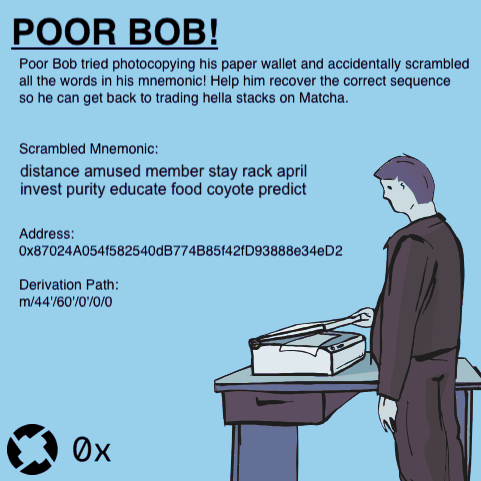 POOR BOB!
Poor Bob tried photocopying his paper wallet and accidentally scrambled
all the words in his mnemonic! Help him recover the correct sequence
so he can get back to trading hella stacks on Matcha.
Scrambled Mnemonic:
distance amused member stay rack april
invest purity educate food coyote predict
Address:
0x87024A054f582540dB774B85f42fD93888e34eD2
Derivation Path:
m/44'/60'/0'/0/0
0x